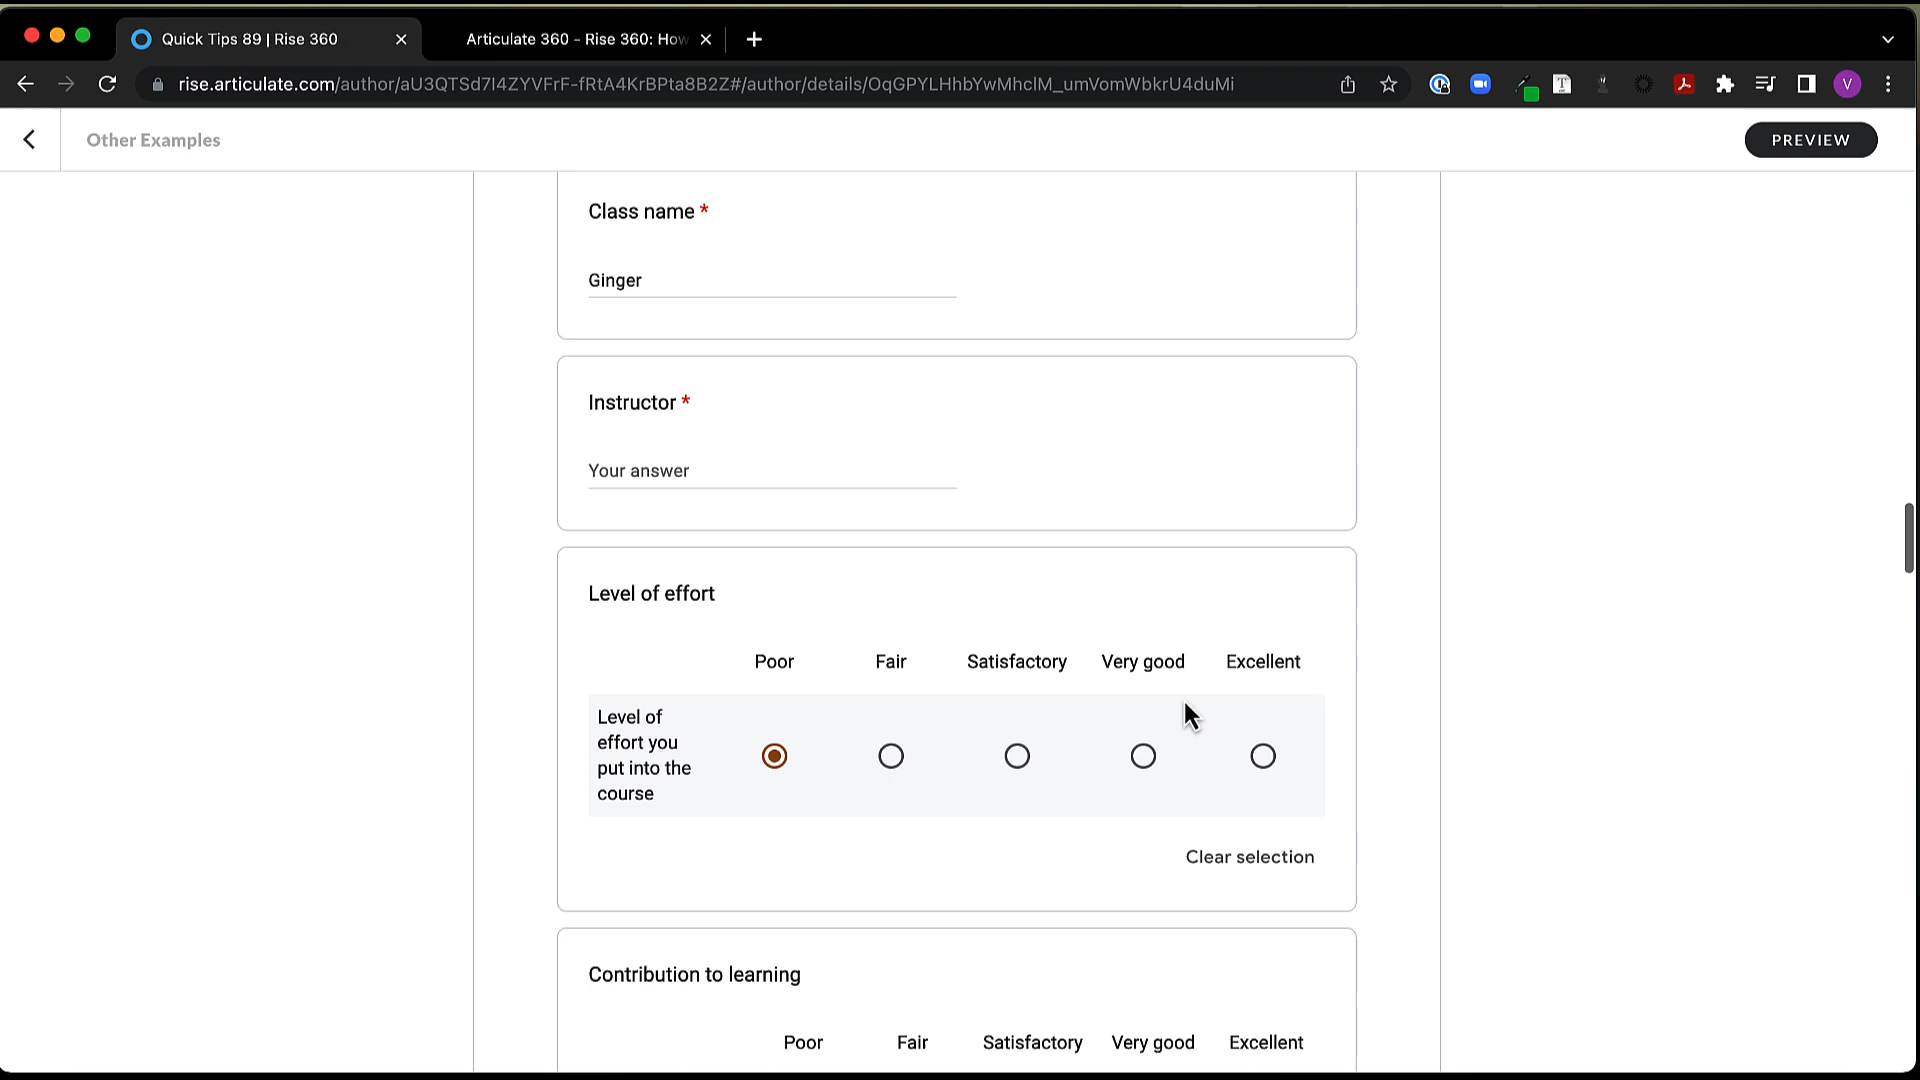 Quick Tips 89 | Rise 360
Articulate 360 - Rise 360: How
rise.articulate.com/author/aU3QTSd7I4ZYVFrF-fRtA4KrBPta8B2Z#/author/details/OqGPYLHhbYwMhclM_umVomWbkrU4duMi
T
V
Other Examples
PREVIEW
Class name *
Ginger
Instructor *
Your answer
Level of effort
Poor Fair Satisfactory Very good Excellent
Level of
effort you
put into the
course
Clear selection
Contribution to learning
Poor Fair Satisfactory Very good Excellent